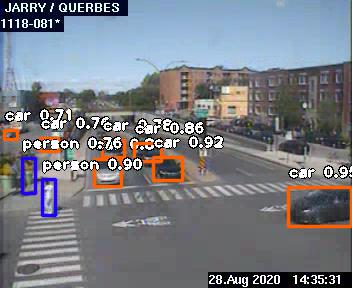 JARRY / QUERBES
1118-081*
car 0.71
car 0.76
car 0.78
car 0.86
person 0.76
car 0.92
person 0.90
car 0.95
28.Aug 2020 14:35:31